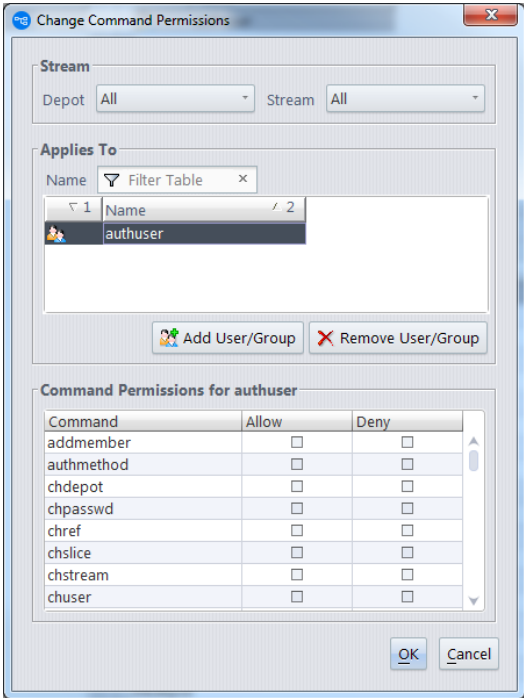 Change Command Permissions
x
Stream
Depot All Stream All
Applies To
Name Filter Table ×
1 Name 2
authuser
Add User/Group Remove User/Group
Command Permissions for authuser
Command Allow Deny
addmember
authmethod
chdepot
chpasswd
chref
chslice
chstream
chuser
OK Cancel